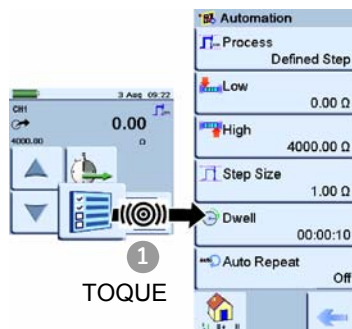 3 Aug 09:22
CH1
0.00
4000.00 Ω
1
TOQUE
Automation
Process
Defined Step
Low
0.00 Ω
High
4000.00 Ω
Step Size
1.00 Ω
Dwell
00:00:10
Auto Repeat
Off